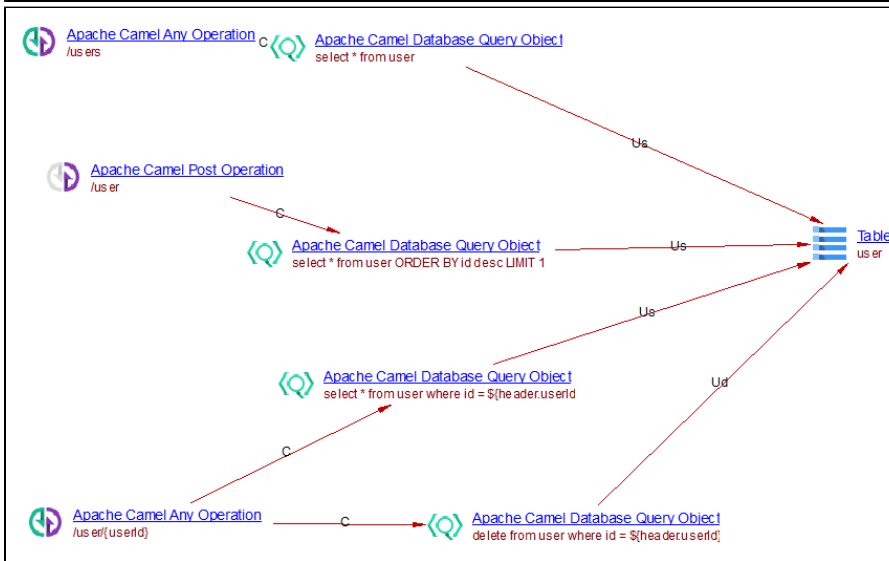 Apache Camel Any Operation
/users
C
Apache Camel Database Query Object
select * from user
Us
Apache Camel Post Operation
/user
C
Apache Camel Database Query Object
select * from user ORDER BY id desc LIMIT 1
Us
Table
user
Us
Apache Camel Database Query Object
select * from user where id = ${header.userId
Ud
C
Apache Camel Any Operation
/user/{userId}
C
Apache Camel Database Query Object
delete from user where id = ${header.userId}